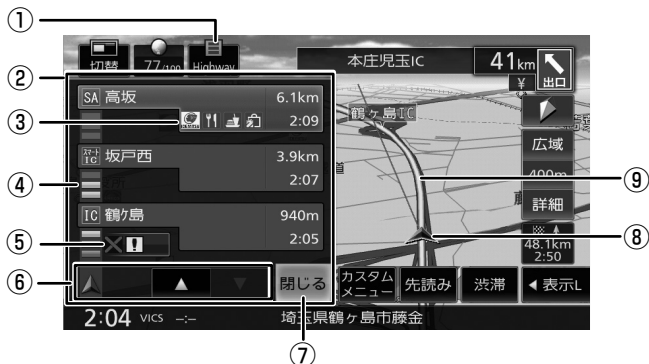 ①
②
③
④
⑤
⑥
⑦
⑧
⑨
切替
77/100
Highway
本庄児玉IC
41km
出口
¥
SA 高坂 6.1km
2:09
スマートIC 坂戸西 3.9km
2:07
IC 鶴ヶ島 940m
2:05
閉じる
鶴ヶ島IC
広域
400m
詳細
48.1km
2:50
カスタムメニュー
先読み
渋滞
表示L
2:04 VICS --:--
埼玉県鶴ヶ島市藤金